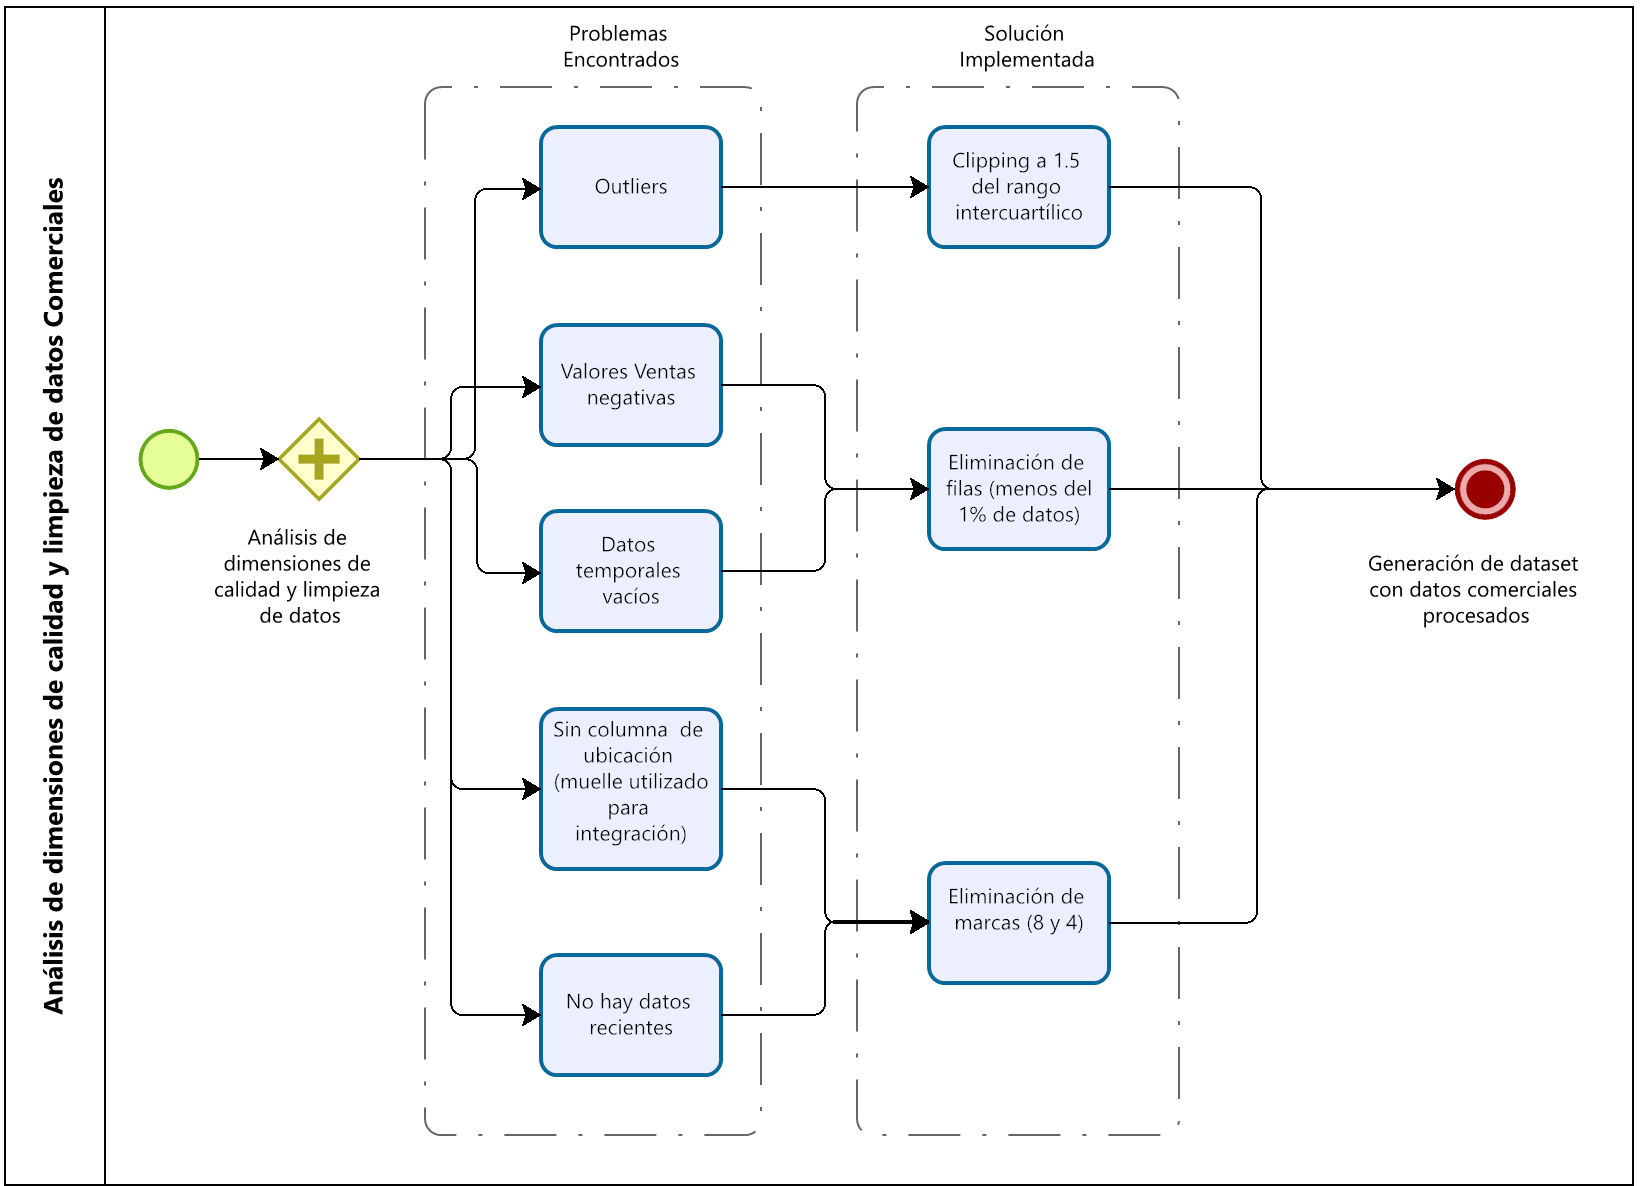 Análisis de dimensiones de calidad y limpieza de datos Comerciales
Problemas
Encontrados
Solución
Implementada
Outliers
Clipping a 1.5
del rango
intercuartílico
Valores Ventas
negativas
Eliminación de
filas (menos del
1% de datos)
Análisis de
dimensiones de
calidad y limpieza
de datos
Datos
temporales
vacíos
Generación de dataset
con datos comerciales
procesados
Sin columna  de
ubicación
(muelle utilizado
para
integración)
Eliminación de
marcas (8 y 4)
No hay datos
recientes